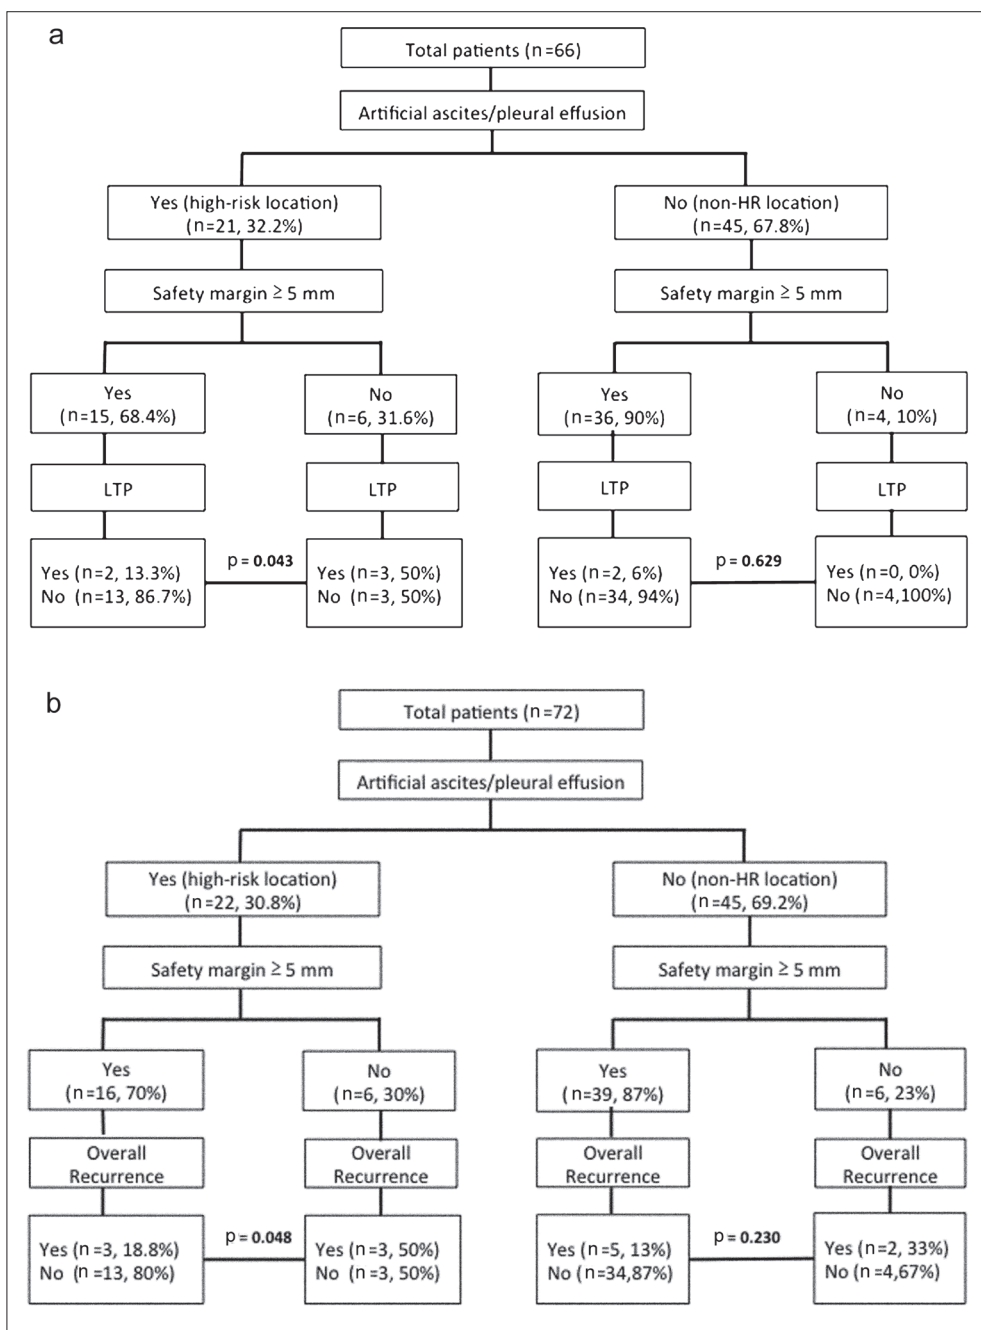 a
Total patients (n=66)
Artificial ascites/pleural effusion
Yes (high-risk location)
(n=21, 32.2%)
No (non-HR location)
(n=45, 67.8%)
Safety margin ≥ 5 mm
Safety margin ≥ 5 mm
Yes
(n=15, 68.4%)
No
(n=6, 31.6%)
Yes
(n=36, 90%)
No
(n=4, 10%)
LTP
LTP
LTP
LTP
Yes (n=2, 13.3%)
No (n=13, 86.7%)
p = 0.043
Yes (n=3, 50%)
No (n=3, 50%)
Yes (n=2, 6%)
No (n=34, 94%)
p = 0.629
Yes (n=0, 0%)
No (n=4,100%)
b
Total patients (n=72)
Artificial ascites/pleural effusion
Yes (high-risk location)
(n=22, 30.8%)
No (non-HR location)
(n=45, 69.2%)
Safety margin ≥ 5 mm
Safety margin ≥ 5 mm
Yes
(n=16, 70%)
No
(n=6, 30%)
Yes
(n=39, 87%)
No
(n=6, 23%)
Overall
Recurrence
Overall
Recurrence
Overall
Recurrence
Overall
Recurrence
Yes (n=3, 18.8%)
No (n=13, 80%)
p = 0.048
Yes (n=3, 50%)
No (n=3, 50%)
Yes (n=5, 13%)
No (n=34,87%)
p = 0.230
Yes (n=2, 33%)
No (n=4,67%)